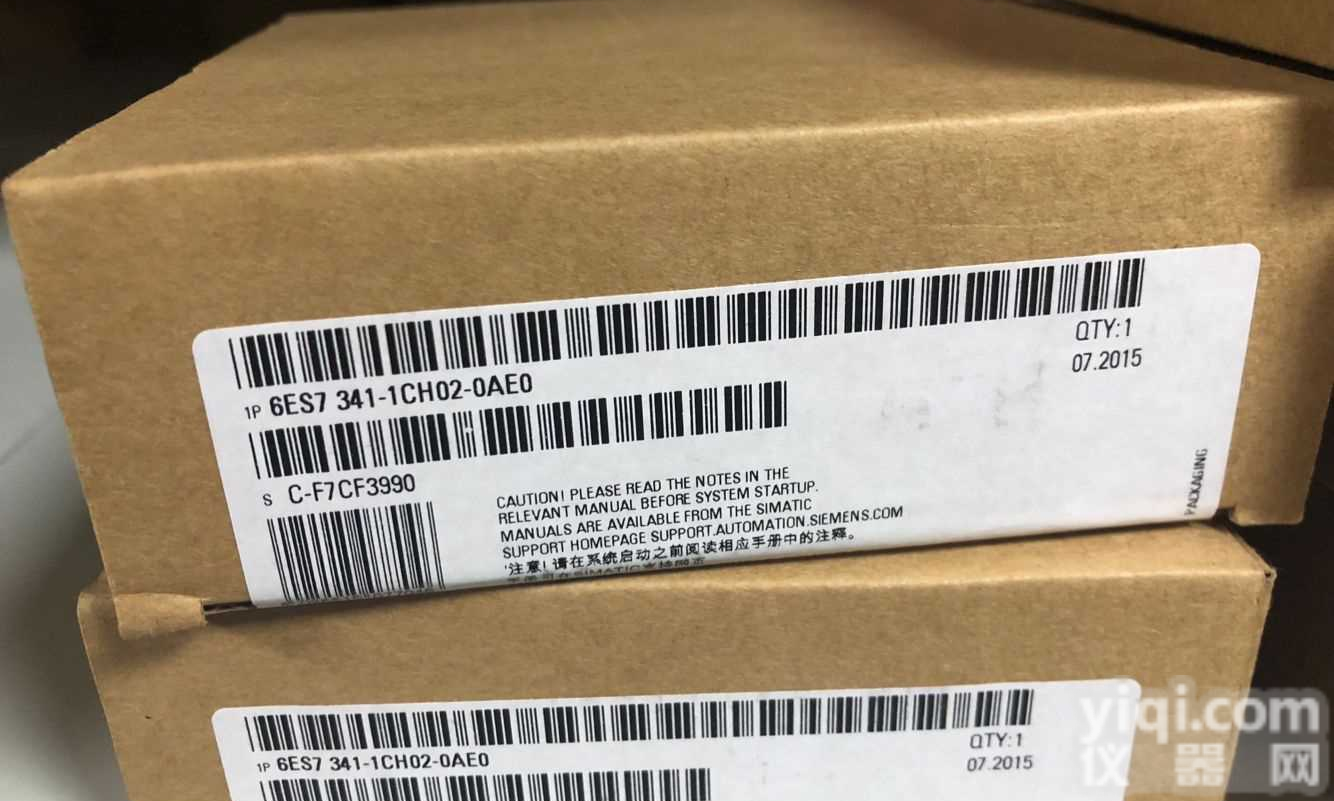 QTY:1
07.2015
1P 6ES7 341-1CH02-0AE0
S C-F7CF3990
CAUTION! PLEASE READ THE NOTES IN THE
RELEVANT MANUAL BEFORE SYSTEM STARTUP.
MANUALS ARE AVAILABLE FROM THE SIMATIC
SUPPORT HOMEPAGE SUPPORT.AUTOMATION.SIEMENS.COM
'注意!请在系统启动之前阅读相应手册中的注释。
PACKAGING
QTY:1
07.2015
1P 6ES7 341-1CH02-0AE0
yiqi.com
仪器网